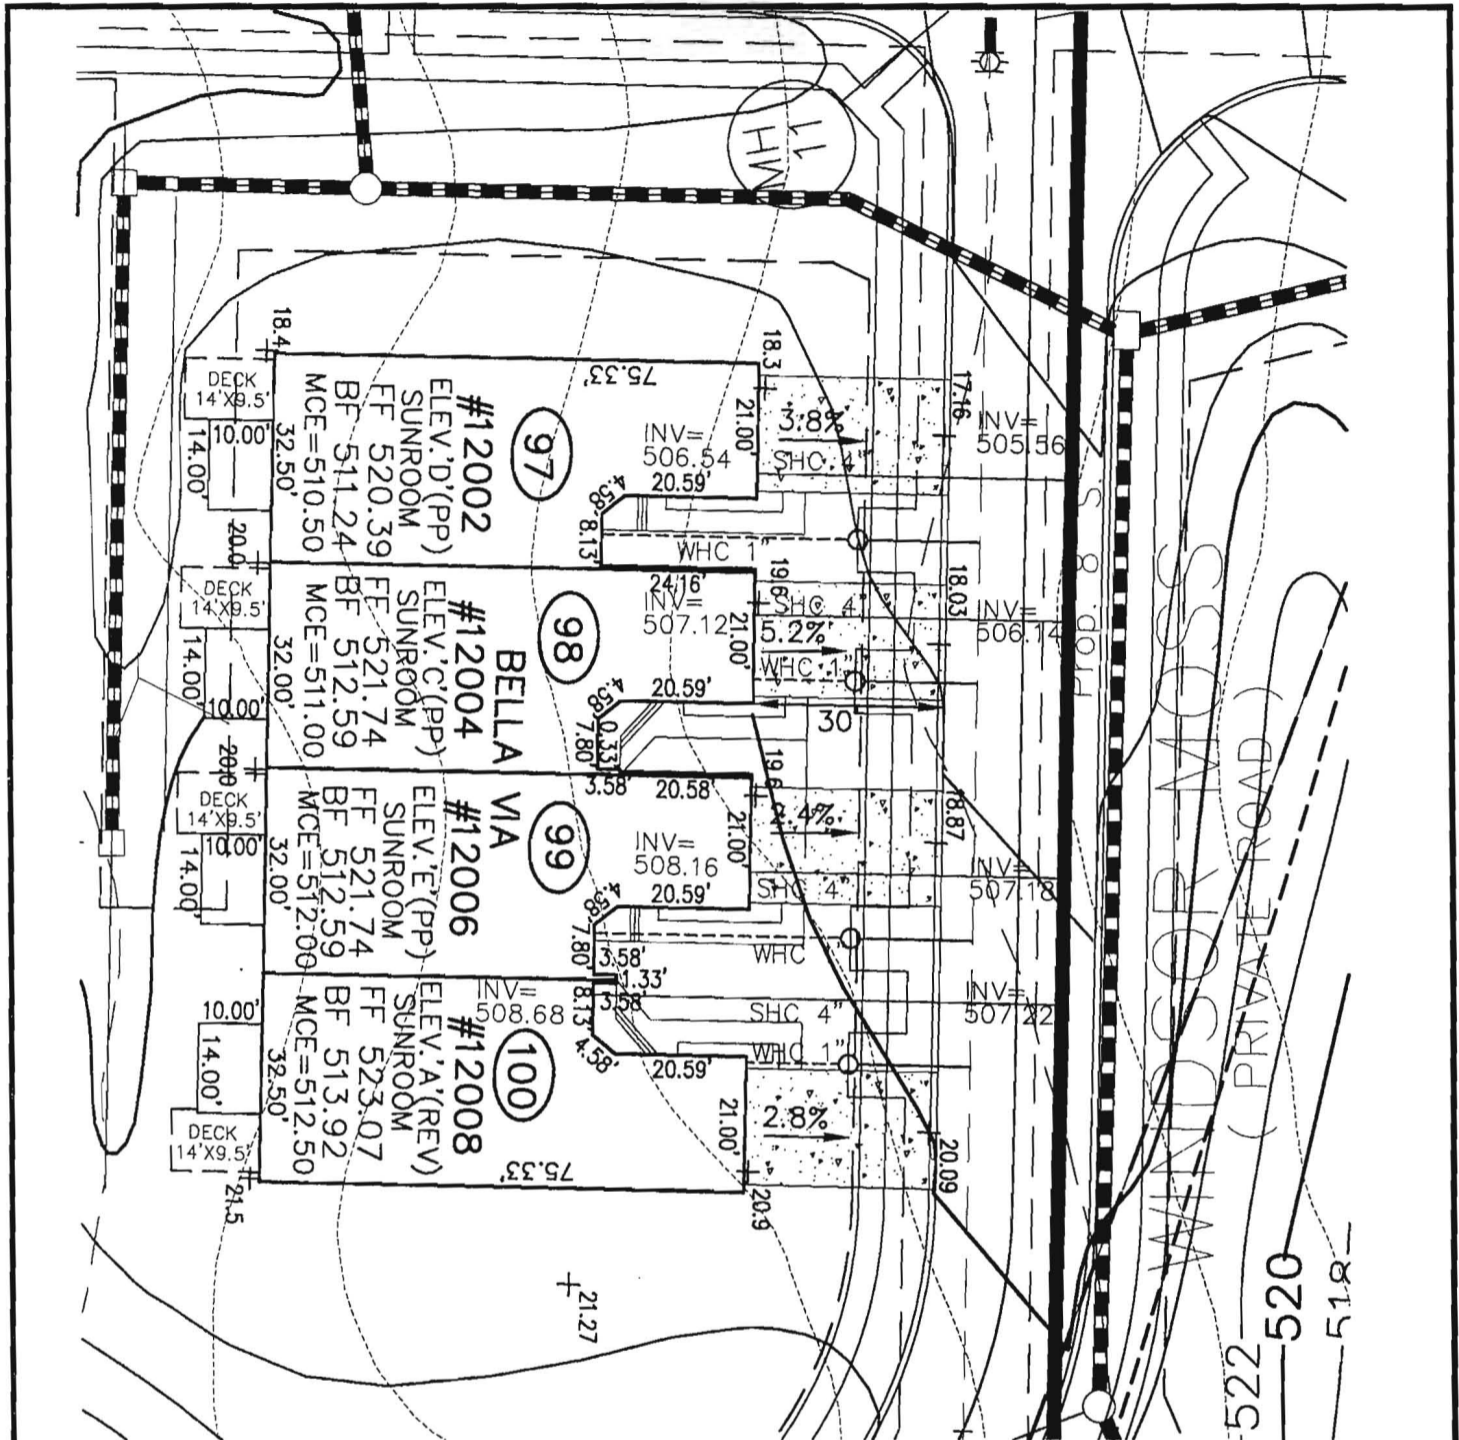 MH
1
18.4
DECK
14'X9.5'
10.00'
14.00'
32.50'
75.33'
97
#12002
ELEV.'D'(PP)
SUNROOM
FF 520.39
BF 511.24
MCE=510.50
18.3
21.00'
INV=
506.54
20.59'
4.58'
8.13'
3.8%
SHC 4"
WHC 1"
17.16
INV=
505.56
20.0
DECK
14'X9.5'
14.00'
10.00'
32.00'
98
#12004
ELEV.'C'(PP)
SUNROOM
FF 521.74
BF 512.59
MCE=511.00
24.16'
INV=
507.12
21.00'
20.59'
4.58'
0.33'
7.80'
19.6
SHC 4"
5.2%
WHC 1"
30
18.03
INV=
506.14
BELLA VIA
20.0
DECK
14'X9.5'
10.00'
14.00'
32.00'
99
#12006
ELEV.'E'(PP)
SUNROOM
FF 521.74
BF 512.59
MCE=512.00
3.58'
20.58'
21.00'
INV=
508.16
20.59'
4.58'
7.80'
3.58'
1.33'
19.6
2.4%
SHC 4"
WHC
18.87
INV=
507.18
10.00'
14.00'
DECK
14'X9.5'
32.50'
21.5
100
#12008
ELEV.'A'(REV)
SUNROOM
FF 523.07
BF 513.92
MCE=512.50
INV=
508.68
3.58'
8.13'
4.58'
20.59'
21.00'
75.33'
SHC 4"
WHC 1"
2.8%
20.9
20.09
INV=
507.22
21.27
Prop. 8" S
WINDSOR MOSS
( PRIVATE ROAD )
522
520
518